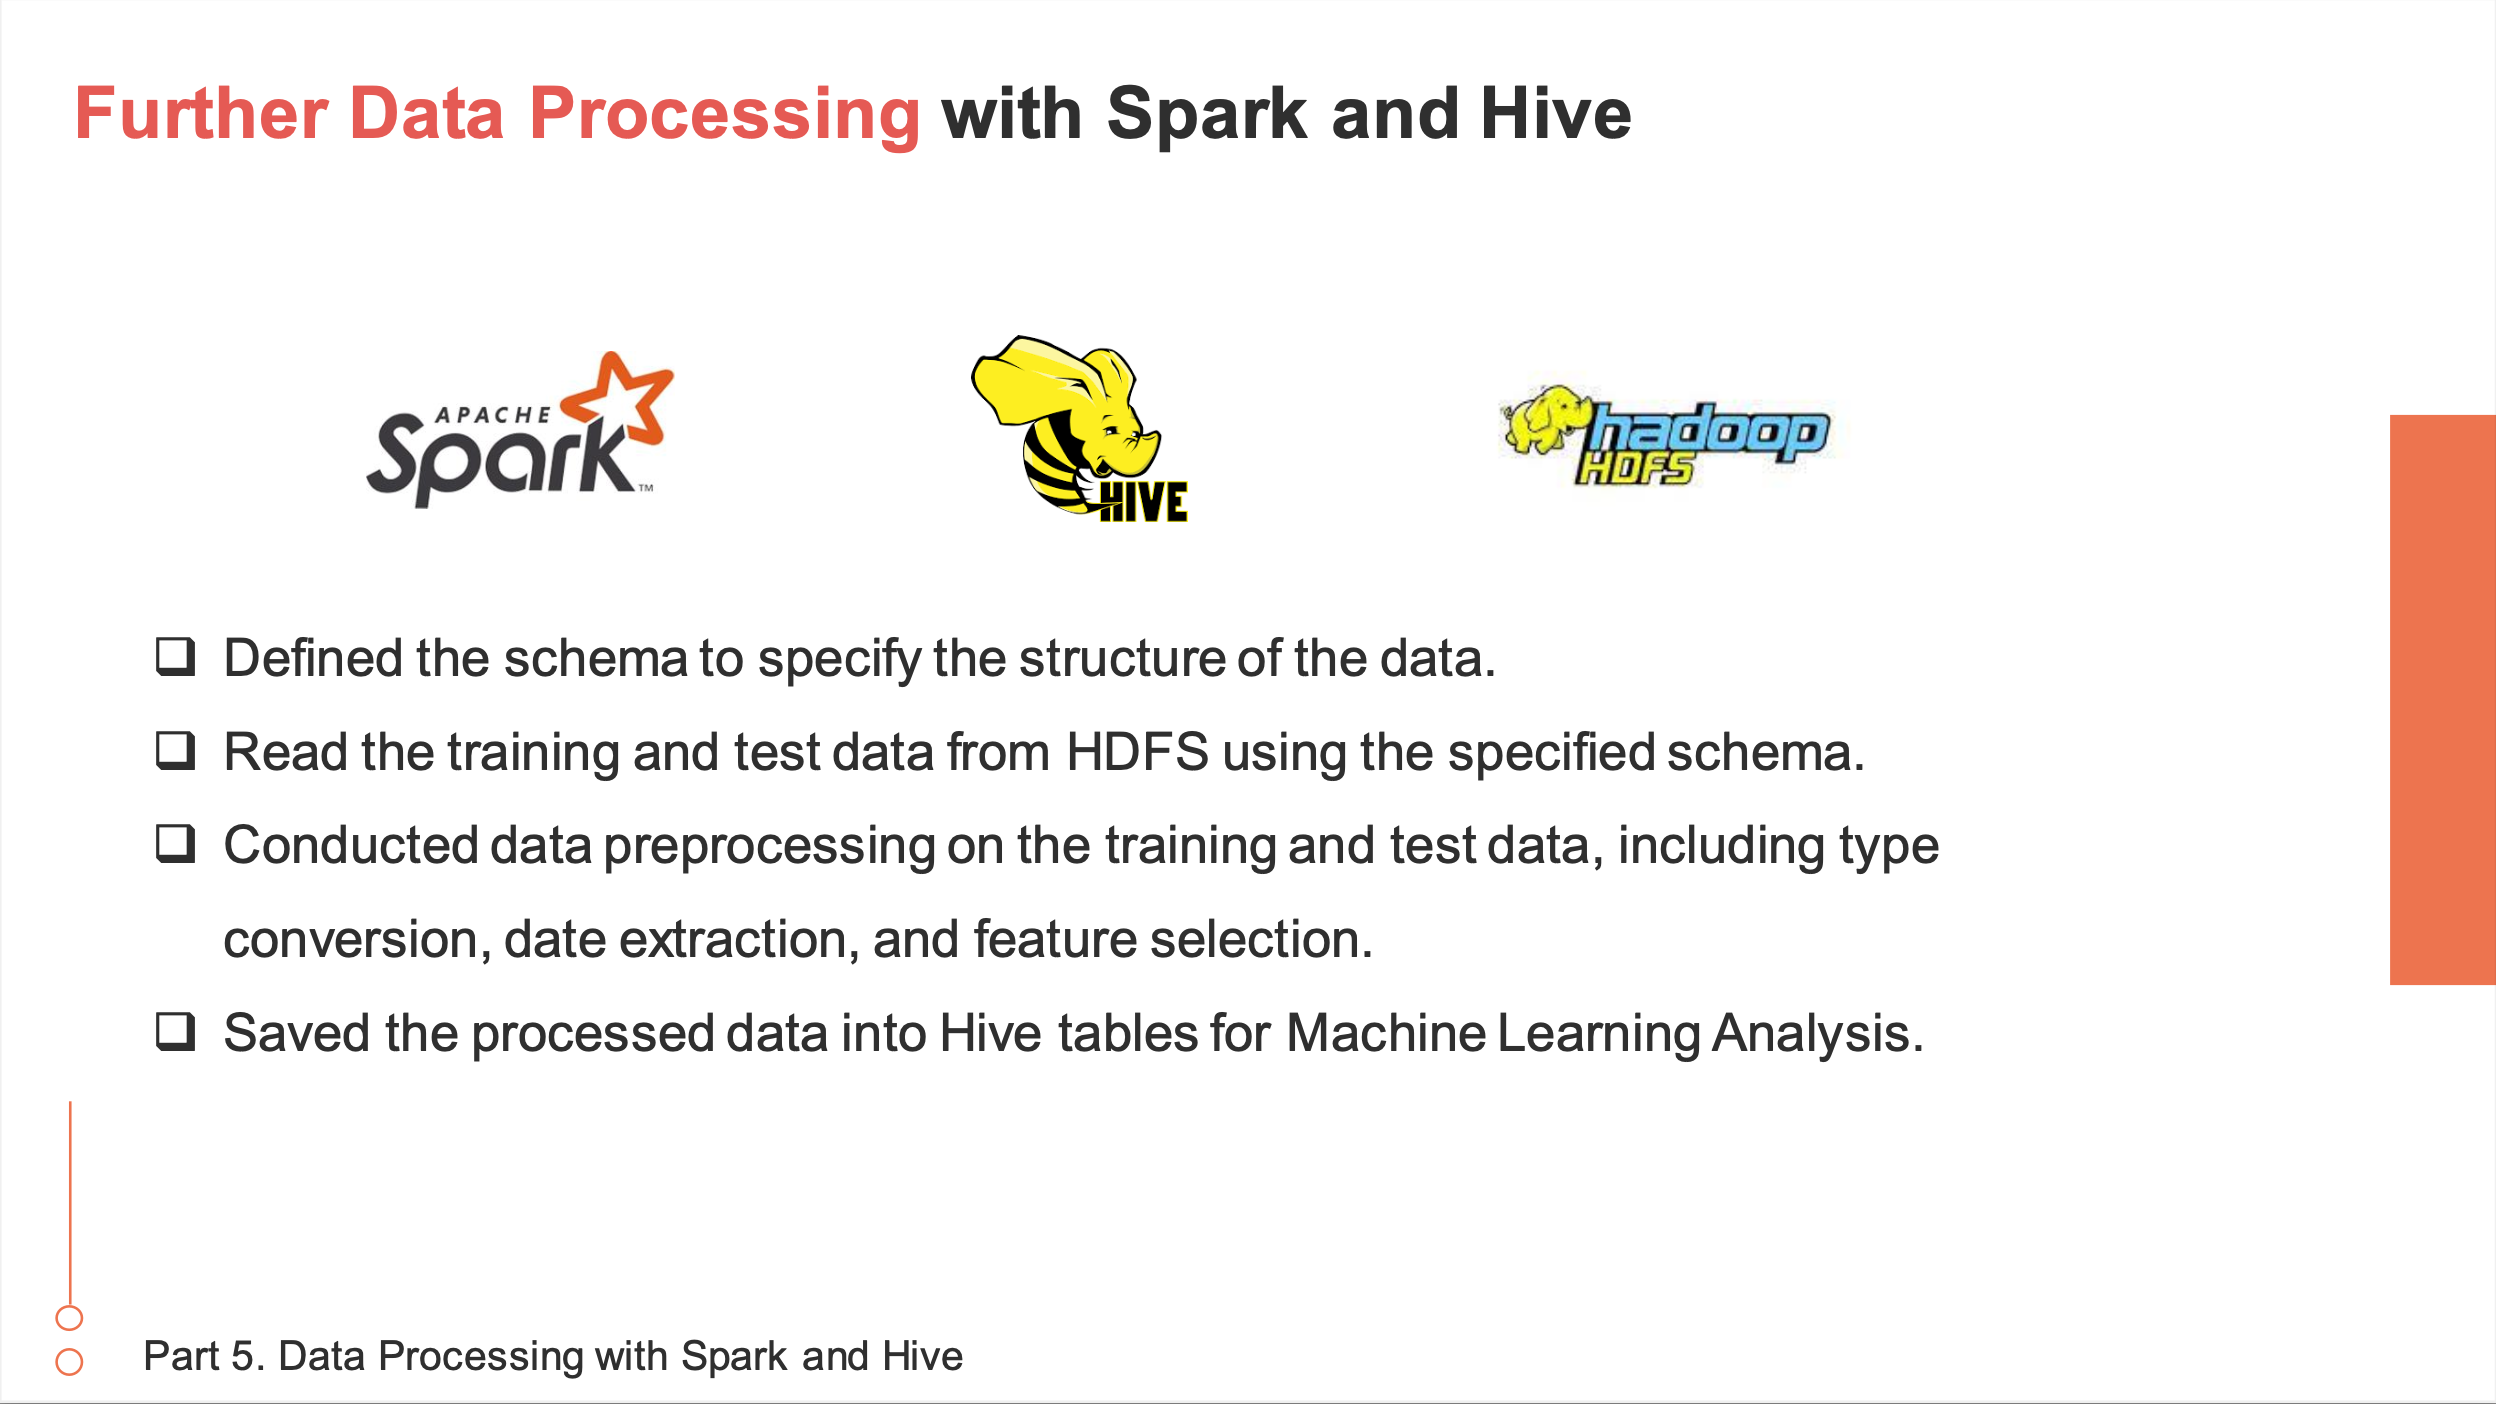 Further Data Processing with Spark and Hive
APACHE
Spark™
HIVE
hadoop
HDFS
❑ Defined the schema to specify the structure of the data.
❑ Read the training and test data from HDFS using the specified schema.
❑ Conducted data preprocessing on the training and test data, including type
conversion, date extraction, and feature selection.
❑ Saved the processed data into Hive tables for Machine Learning Analysis.
Part 5. Data Processing with Spark and Hive